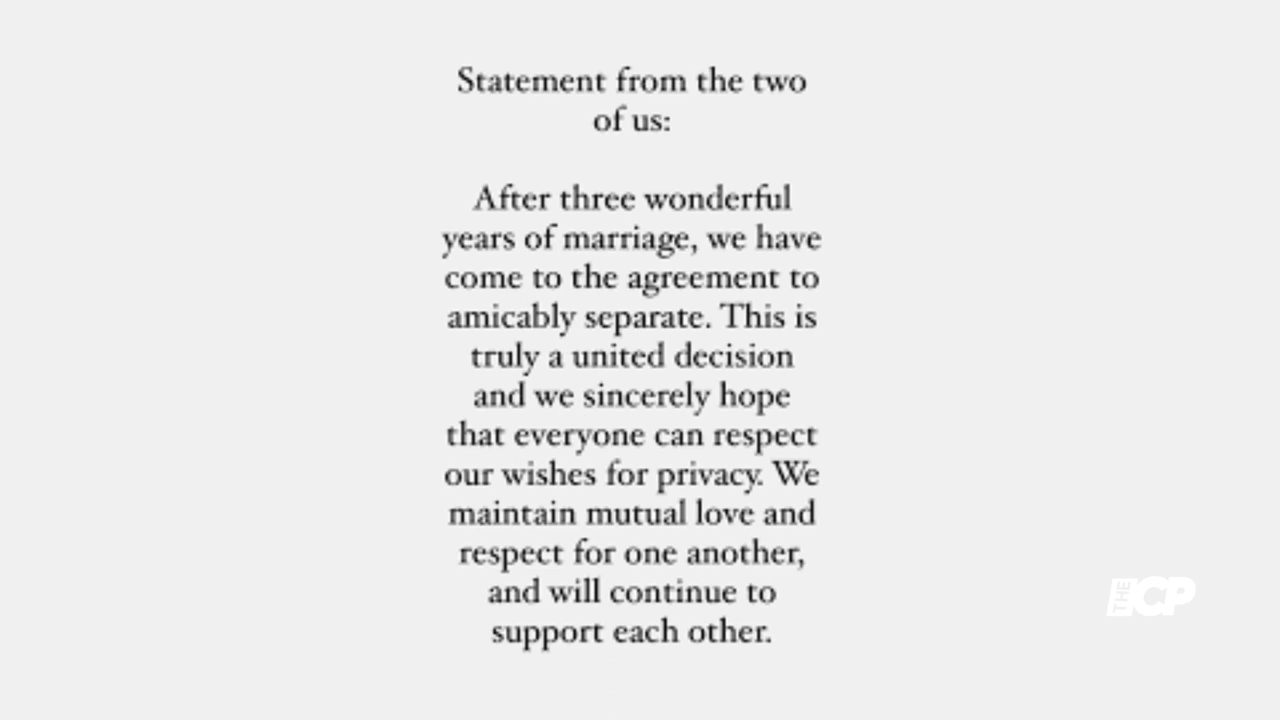 Statement from the two
of us:
After three wonderful
years of marriage, we have
come to the agreement to
amicably separate. This is
truly a united decision
and we sincerely hope
that everyone can respect
our wishes for privacy. We
maintain mutual love and
respect for one another,
and will continue to
support each other.
THE CP